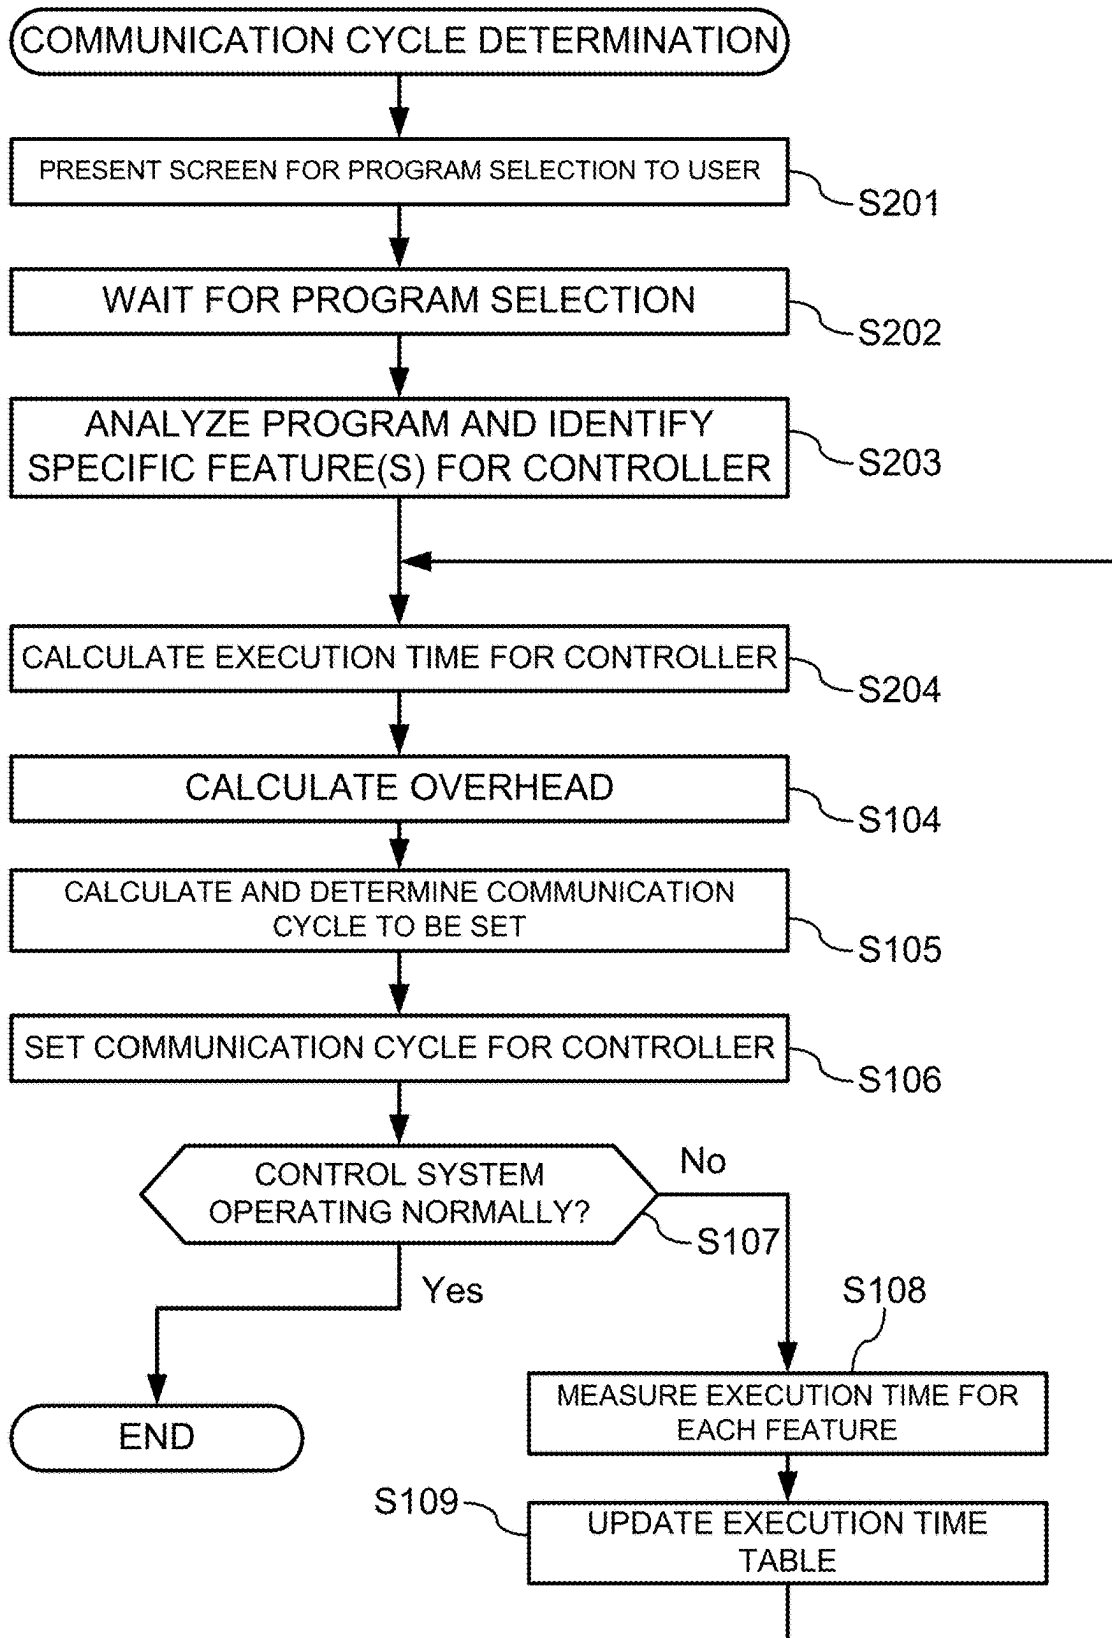 COMMUNICATION CYCLE DETERMINATION
PRESENT SCREEN FOR PROGRAM SELECTION TO USER
S201
WAIT FOR PROGRAM SELECTION
S202
ANALYZE PROGRAM AND IDENTIFY
SPECIFIC FEATURE(S) FOR CONTROLLER
S203
CALCULATE EXECUTION TIME FOR CONTROLLER
S204
CALCULATE OVERHEAD
S104
CALCULATE AND DETERMINE COMMUNICATION
CYCLE TO BE SET
S105
SET COMMUNICATION CYCLE FOR CONTROLLER
S106
CONTROL SYSTEM
OPERATING NORMALLY?
No
S107
Yes
S108
MEASURE EXECUTION TIME FOR
EACH FEATURE
END
S109
UPDATE EXECUTION TIME
TABLE